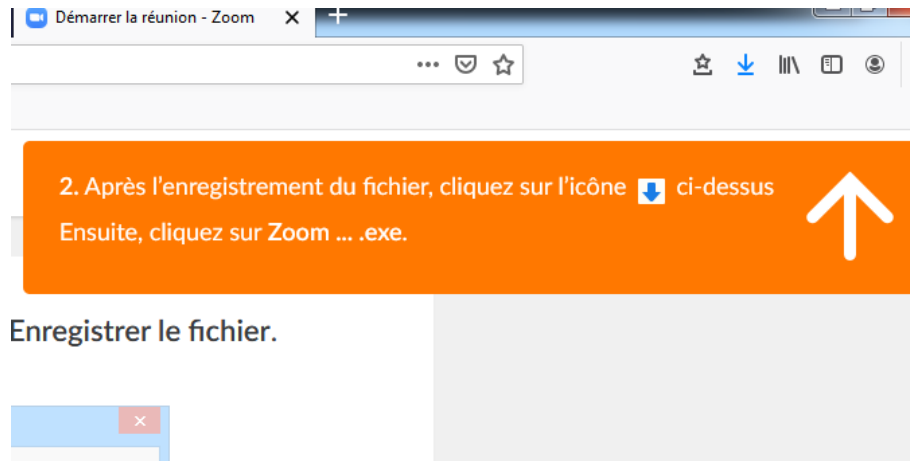 Démarrer la réunion - Zoom
2. Après l'enregistrement du fichier, cliquez sur l'icône ci-dessus
Ensuite, cliquez sur Zoom ... .exe.
Enregistrer le fichier.